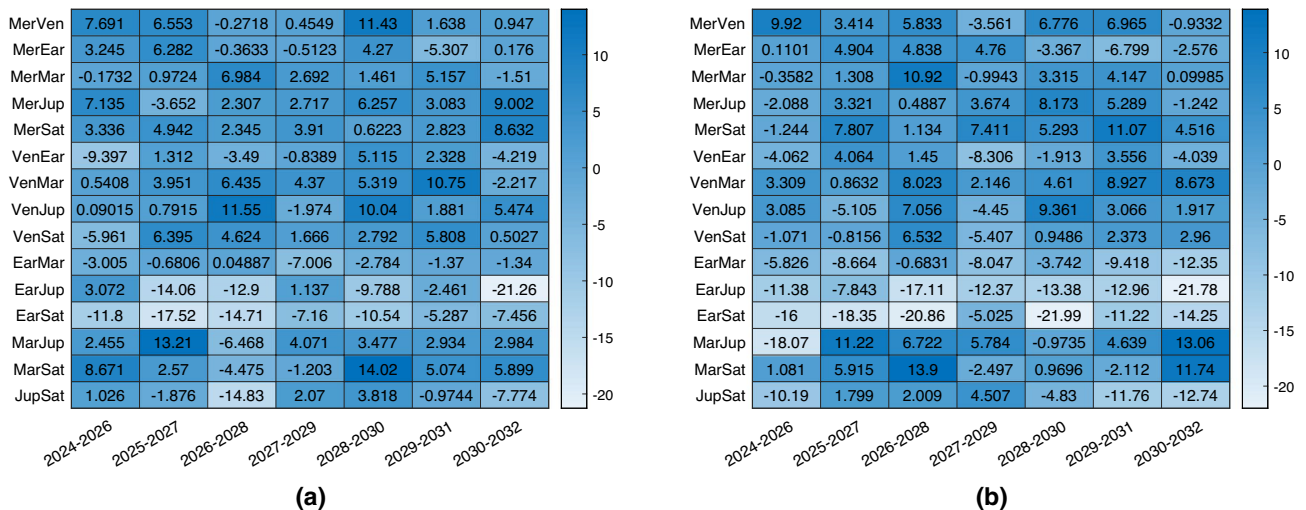 MerVen 7.691 6.553 -0.2718 0.4549 11.43 1.638 0.947
MerEar 3.245 6.282 -0.3633 -0.5123 4.27 -5.307 0.176
MerMar -0.1732 0.9724 6.984 2.692 1.461 5.157 -1.51
MerJup 7.135 -3.652 2.307 2.717 6.257 3.083 9.002
MerSat 3.336 4.942 2.345 3.91 0.6223 2.823 8.632
VenEar -9.397 1.312 -3.49 -0.8389 5.115 2.328 -4.219
VenMar 0.5408 3.951 6.435 4.37 5.319 10.75 -2.217
VenJup 0.09015 0.7915 11.55 -1.974 10.04 1.881 5.474
VenSat -5.961 6.395 4.624 1.666 2.792 5.808 0.5027
EarMar -3.005 -0.6806 0.04887 -7.006 -2.784 -1.37 -1.34
EarJup 3.072 -14.06 -12.9 1.137 -9.788 -2.461 -21.26
EarSat -11.8 -17.52 -14.71 -7.16 -10.54 -5.287 -7.456
MarJup 2.455 13.21 -6.468 4.071 3.477 2.934 2.984
MarSat 8.671 2.57 -4.475 -1.203 14.02 5.074 5.899
JupSat 1.026 -1.876 -14.83 2.07 3.818 -0.9744 -7.774
2024-2026 2025-2027 2026-2028 2027-2029 2028-2030 2029-2031 2030-2032
10
5
0
-5
-10
-15
-20
(a)
MerVen 9.92 3.414 5.833 -3.561 6.776 6.965 -0.9332
MerEar 0.1101 4.904 4.838 4.76 -3.367 -6.799 -2.576
MerMar -0.3582 1.308 10.92 -0.9943 3.315 4.147 0.09985
MerJup -2.088 3.321 0.4887 3.674 8.173 5.289 -1.242
MerSat -1.244 7.807 1.134 7.411 5.293 11.07 4.516
VenEar -4.062 4.064 1.45 -8.306 -1.913 3.556 -4.039
VenMar 3.309 0.8632 8.023 2.146 4.61 8.927 8.673
VenJup 3.085 -5.105 7.056 -4.45 9.361 3.066 1.917
VenSat -1.071 -0.8156 6.532 -5.407 0.9486 2.373 2.96
EarMar -5.826 -8.664 -0.6831 -8.047 -3.742 -9.418 -12.35
EarJup -11.38 -7.843 -17.11 -12.37 -13.38 -12.96 -21.78
EarSat -16 -18.35 -20.86 -5.025 -21.99 -11.22 -14.25
MarJup -18.07 11.22 6.722 5.784 -0.9735 4.639 13.06
MarSat 1.081 5.915 13.9 -2.497 0.9696 -2.112 11.74
JupSat -10.19 1.799 2.009 4.507 -4.83 -11.76 -12.74
2024-2026 2025-2027 2026-2028 2027-2029 2028-2030 2029-2031 2030-2032
10
5
0
-5
-10
-15
-20
(b)